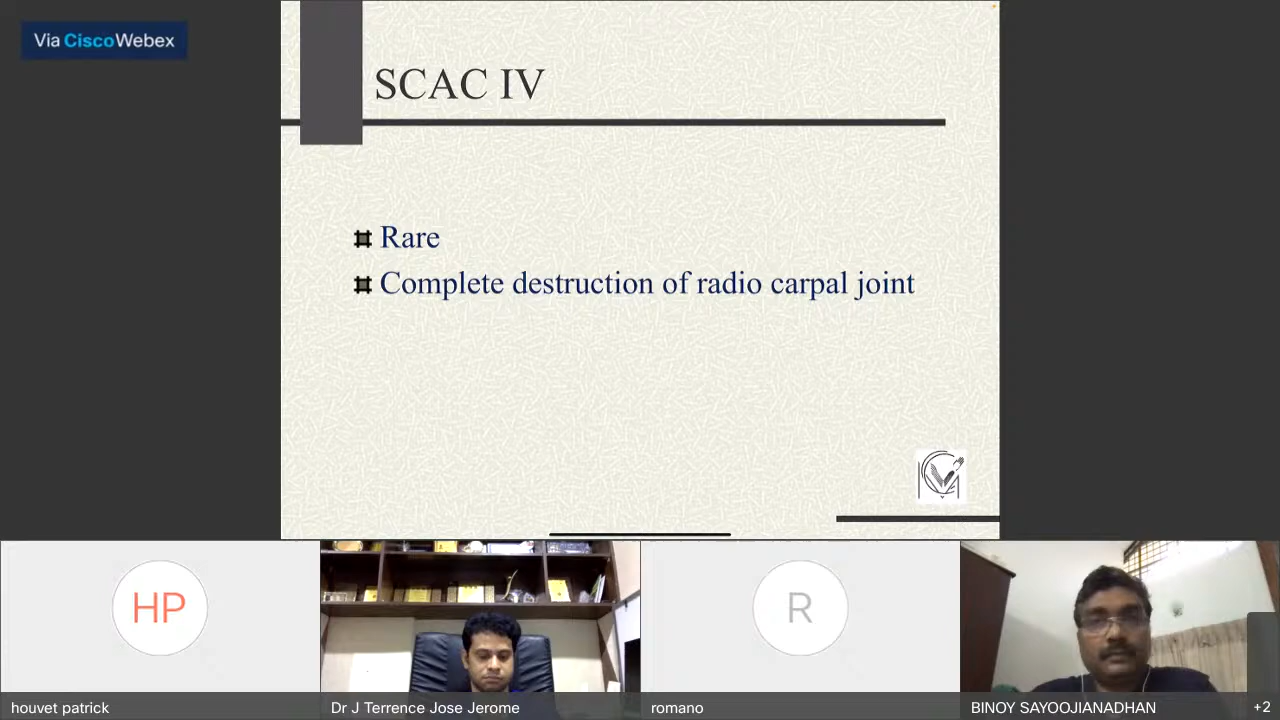 Via CiscoWebex
SCAC IV
Rare
Complete destruction of radio carpal joint
HP
R
houvet patrick
Dr J Terrence Jose Jerome
romano
BINOY SAYOOJIANADHAN
+2